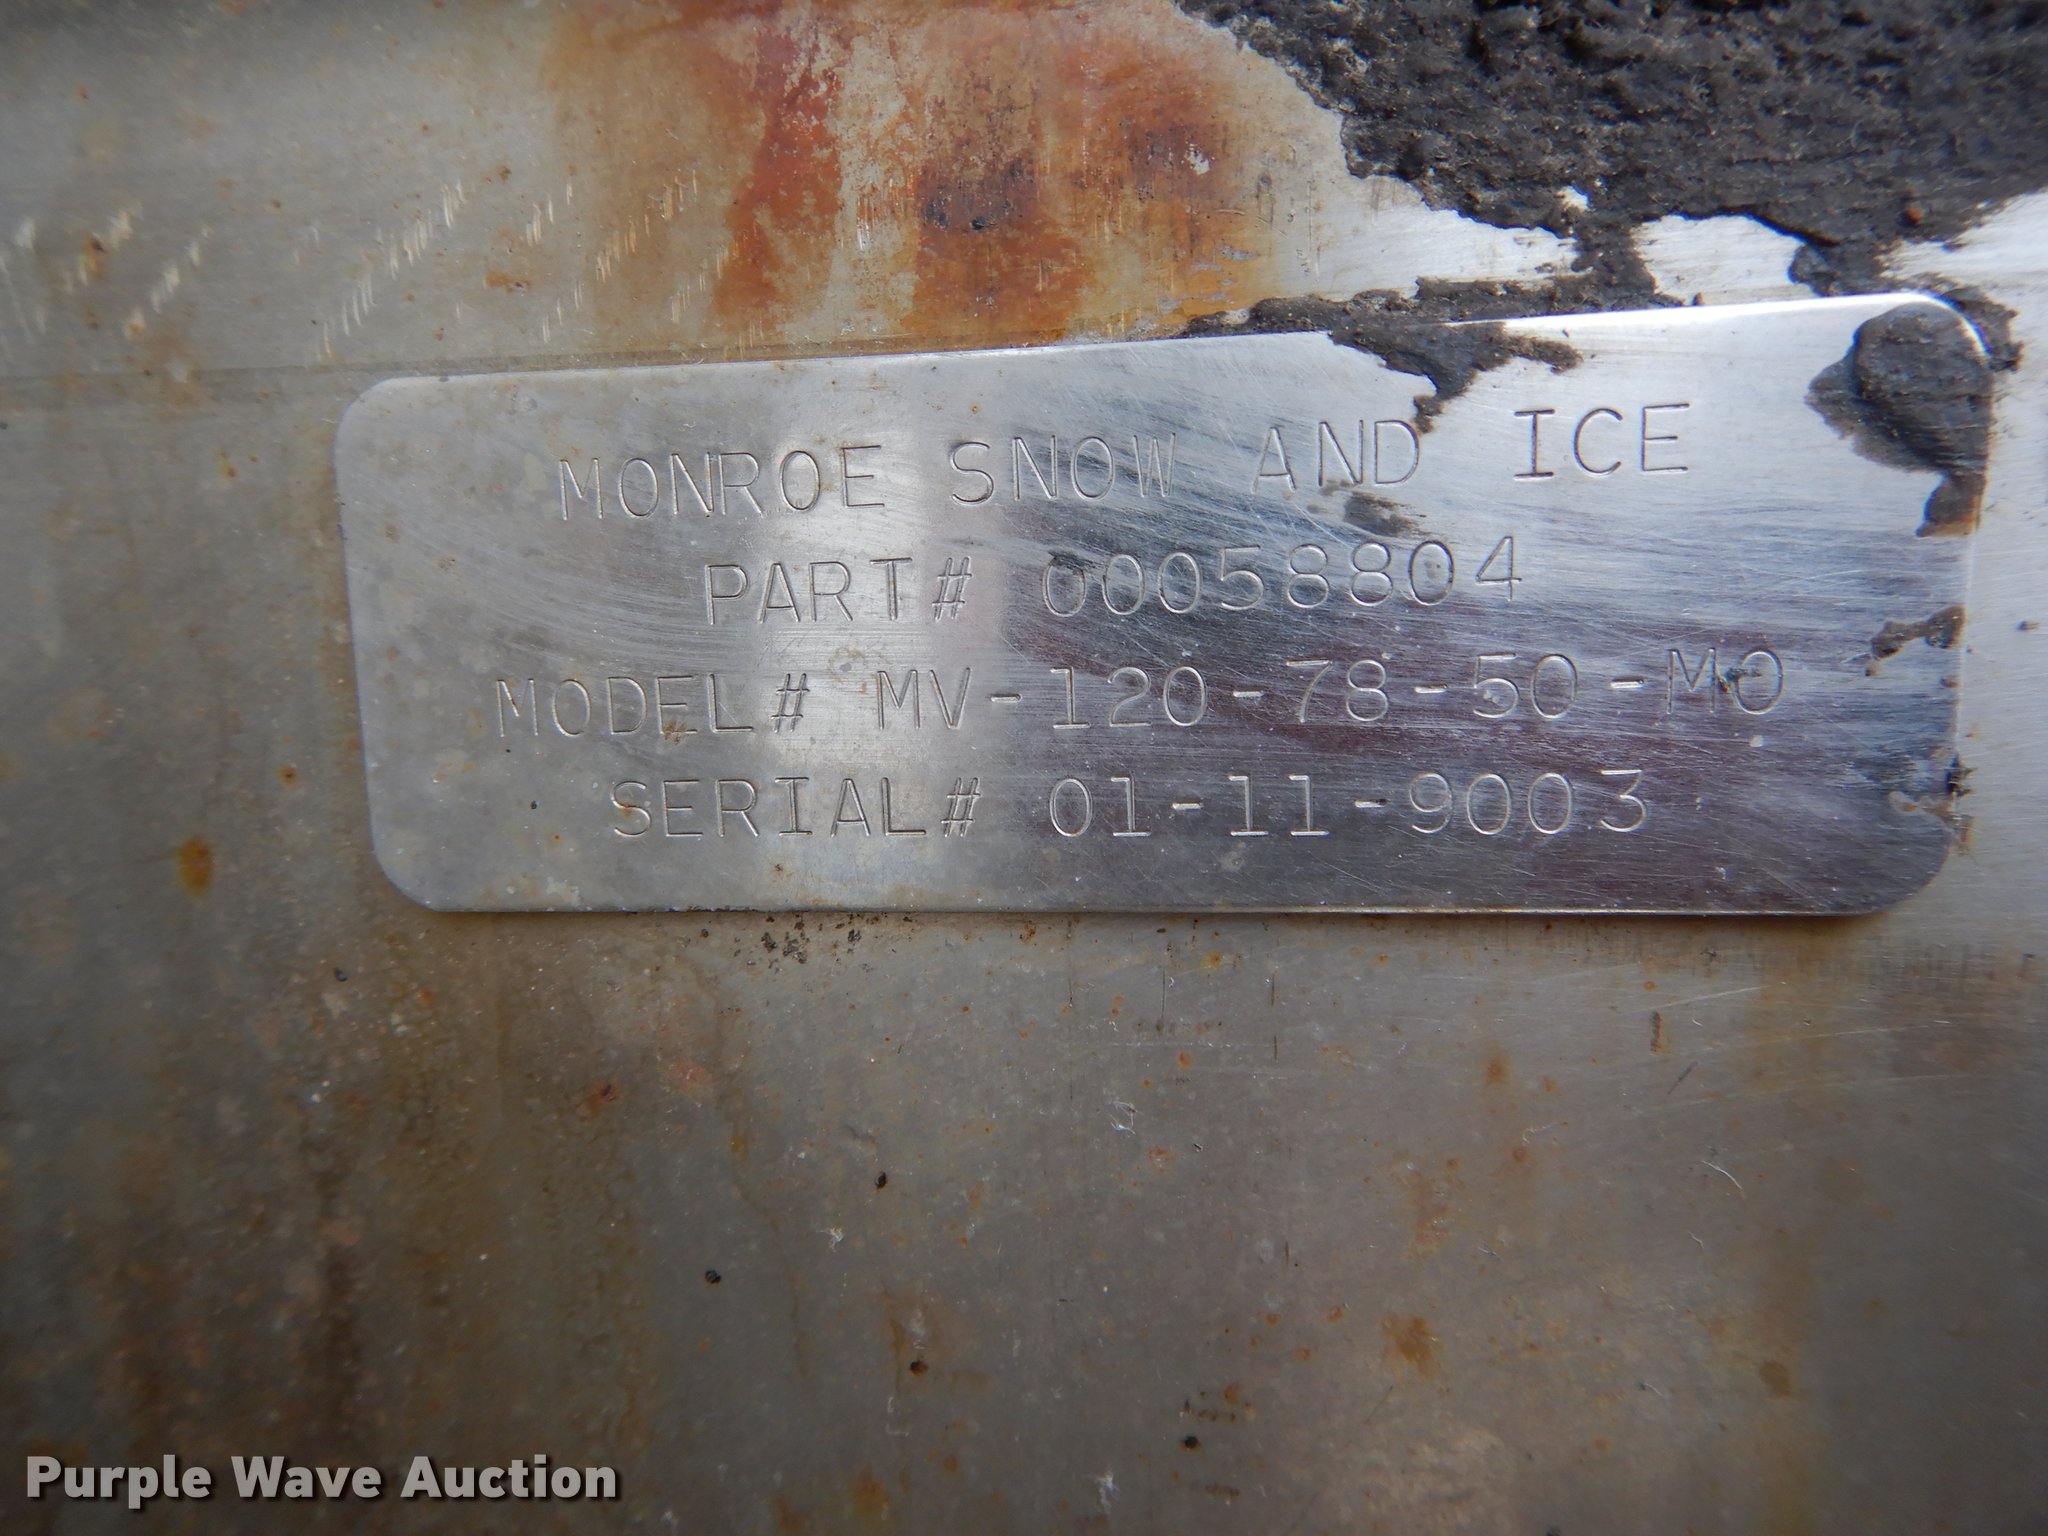 MONROE SNOW AND ICE
PART# 00058804
MODEL# MV-120-78-50-MO
SERIAL# 01-11-9003
Purple Wave Auction